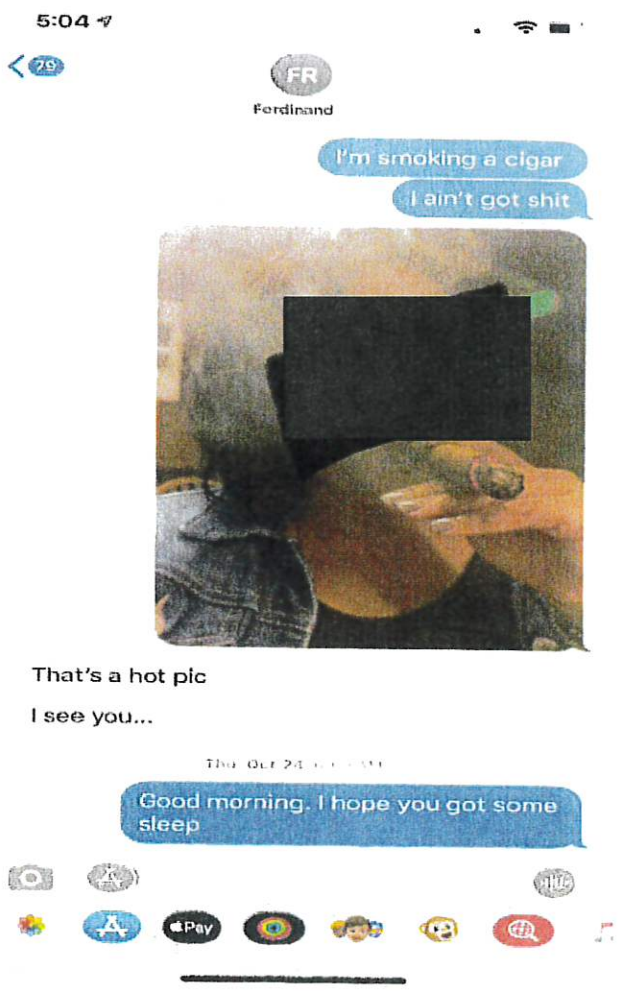 5:04
79
FR
Ferdinand
I'm smoking a cigar
I ain't got shit
That's a hot pic
I see you...
Thu, Oct 24
Good morning. I hope you got some
sleep
Pay